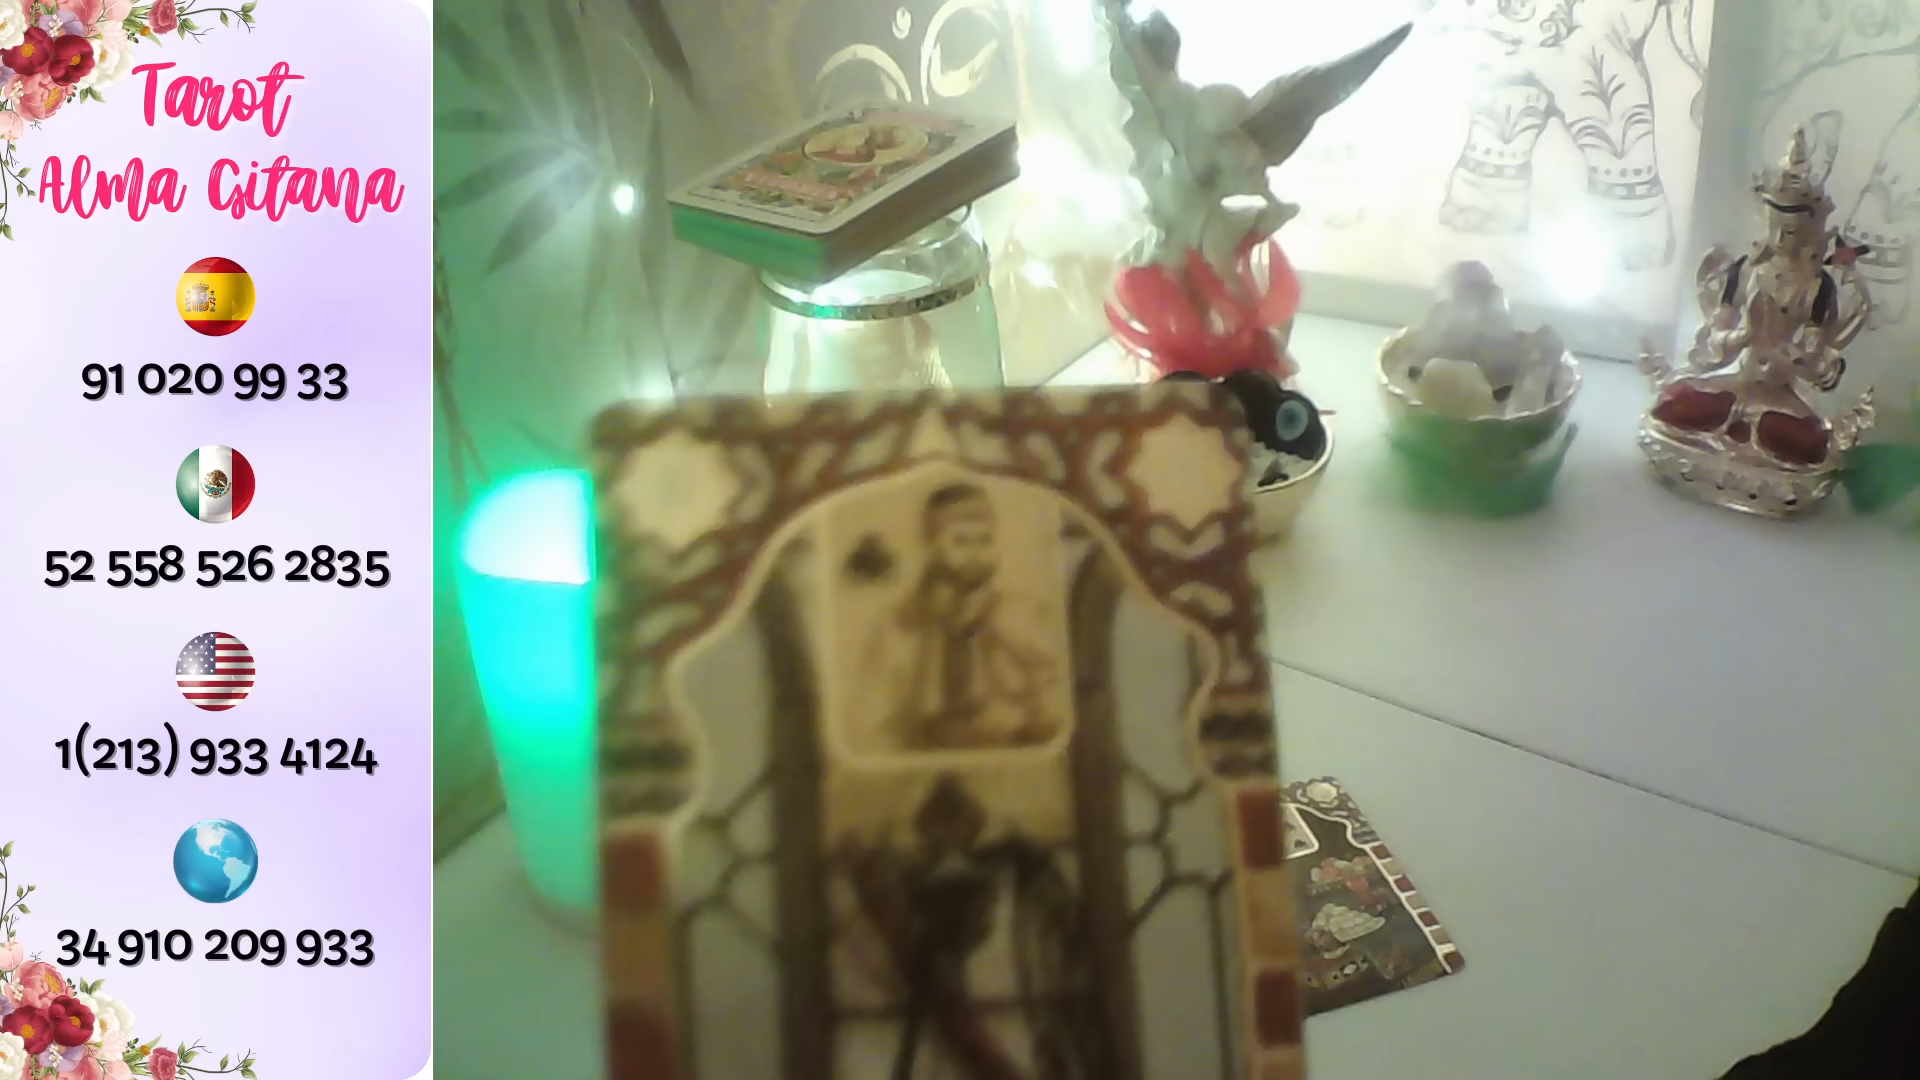 Tarot
Alma Gitana
91 020 99 33
52 558 526 2835
1(213) 933 4124
34 910 209 933